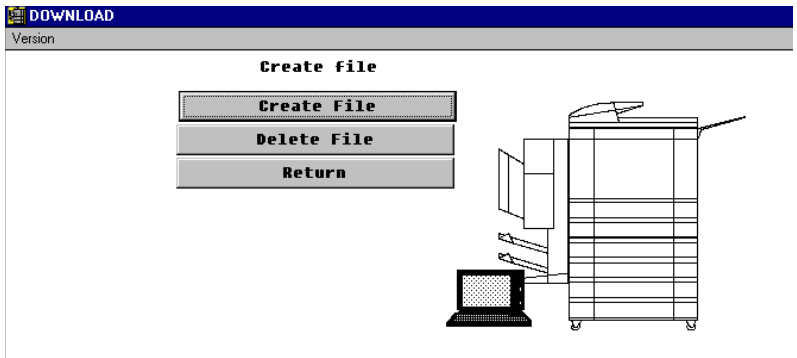 DOWNLOAD
Version
Create file
Create File
Delete File
Return